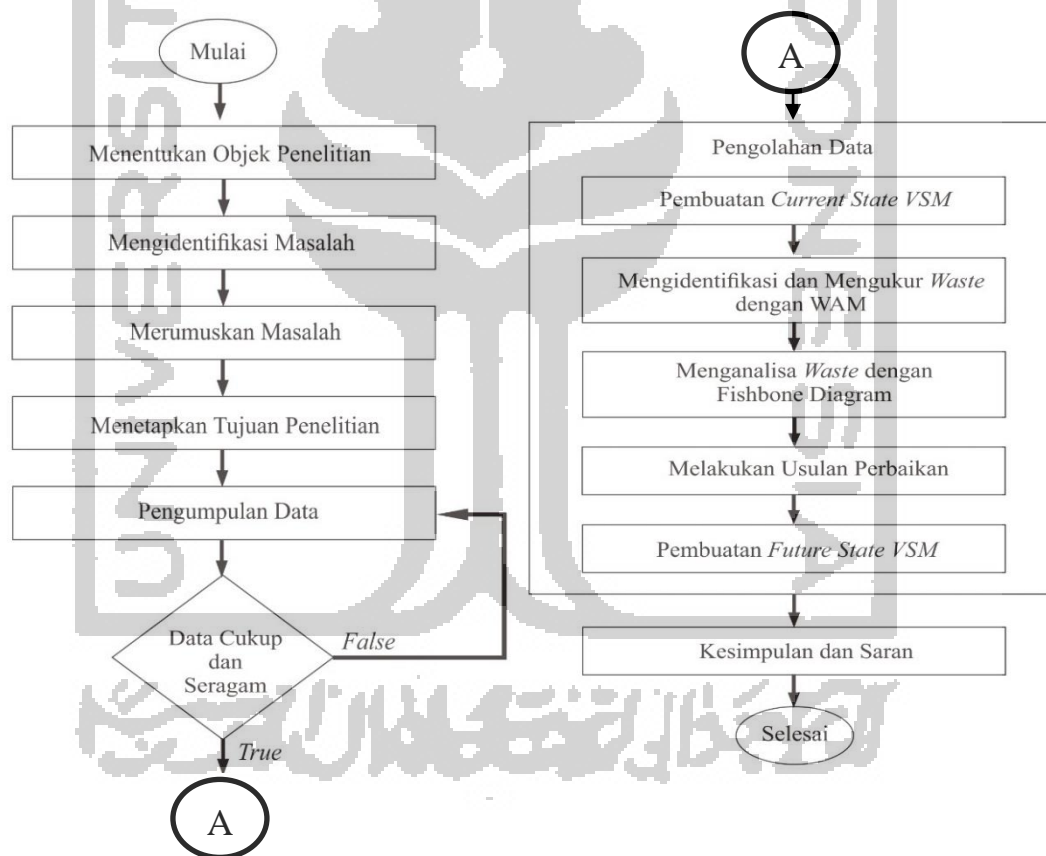 Mulai
Menentukan Objek Penelitian
Mengidentifikasi Masalah
Merumuskan Masalah
Menetapkan Tujuan Penelitian
Pengumpulan Data
Data Cukup
dan
Seragam
False
True
A
A
Pengolahan Data
Pembuatan Current State VSM
Mengidentifikasi dan Mengukur Waste
dengan WAM
Menganalisa Waste dengan
Fishbone Diagram
Melakukan Usulan Perbaikan
Pembuatan Future State VSM
Kesimpulan dan Saran
Selesai